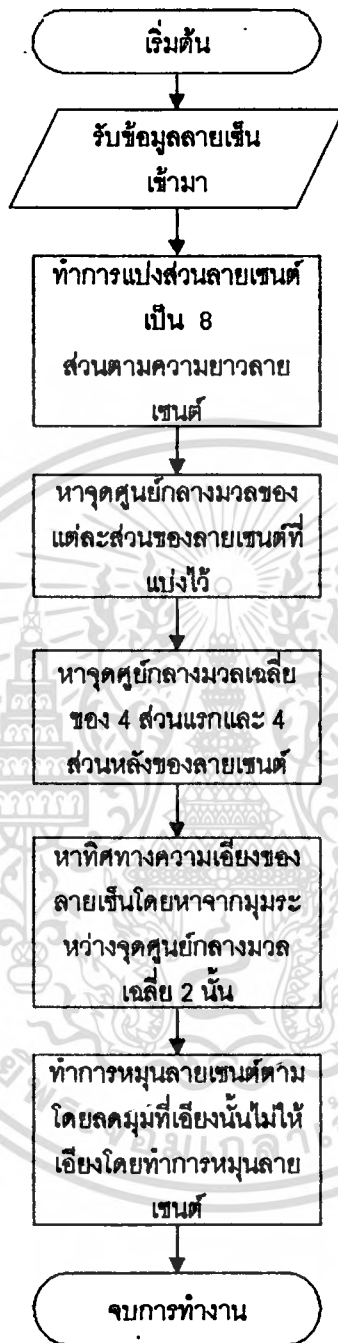 เริ่มต้น
รับข้อมูลลายเซ็น
เข้ามา
ทำการแบ่งส่วนลายเซนต์
เป็น 8
ส่วนตามความยาวลาย
เซนต์
หาจุดศูนย์กลางมวลของ
แต่ละส่วนของลายเซนต์ที่
แบ่งไว้
หาจุดศูนย์กลางมวลเฉลี่ย
ของ 4 ส่วนแรกและ 4
ส่วนหลังของลายเซนต์
หาทิศทางความเอียงของ
ลายเซ็นโดยหาจากมุมระ
หว่างจุดศูนย์กลางมวล
เฉลี่ย 2 นั้น
ทำการหมุนลายเซนต์ตาม
โดยลดมุมที่เอียงนั้นไม่ให้
เอียงโดยทำการหมุนลาย
เซนต์
จบการทำงาน